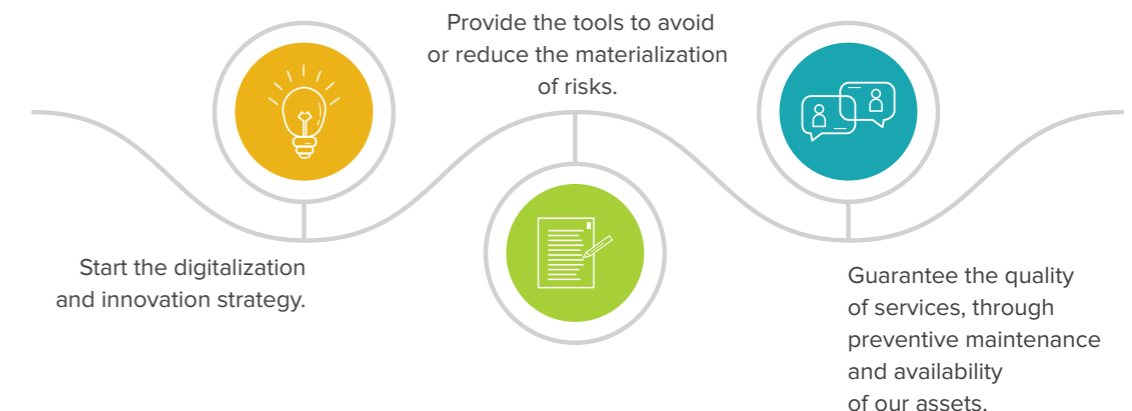 Provide the tools to avoid
or reduce the materialization
of risks.
Start the digitalization
and innovation strategy.
Guarantee the quality
of services, through
preventive maintenance
and availability
of our assets.